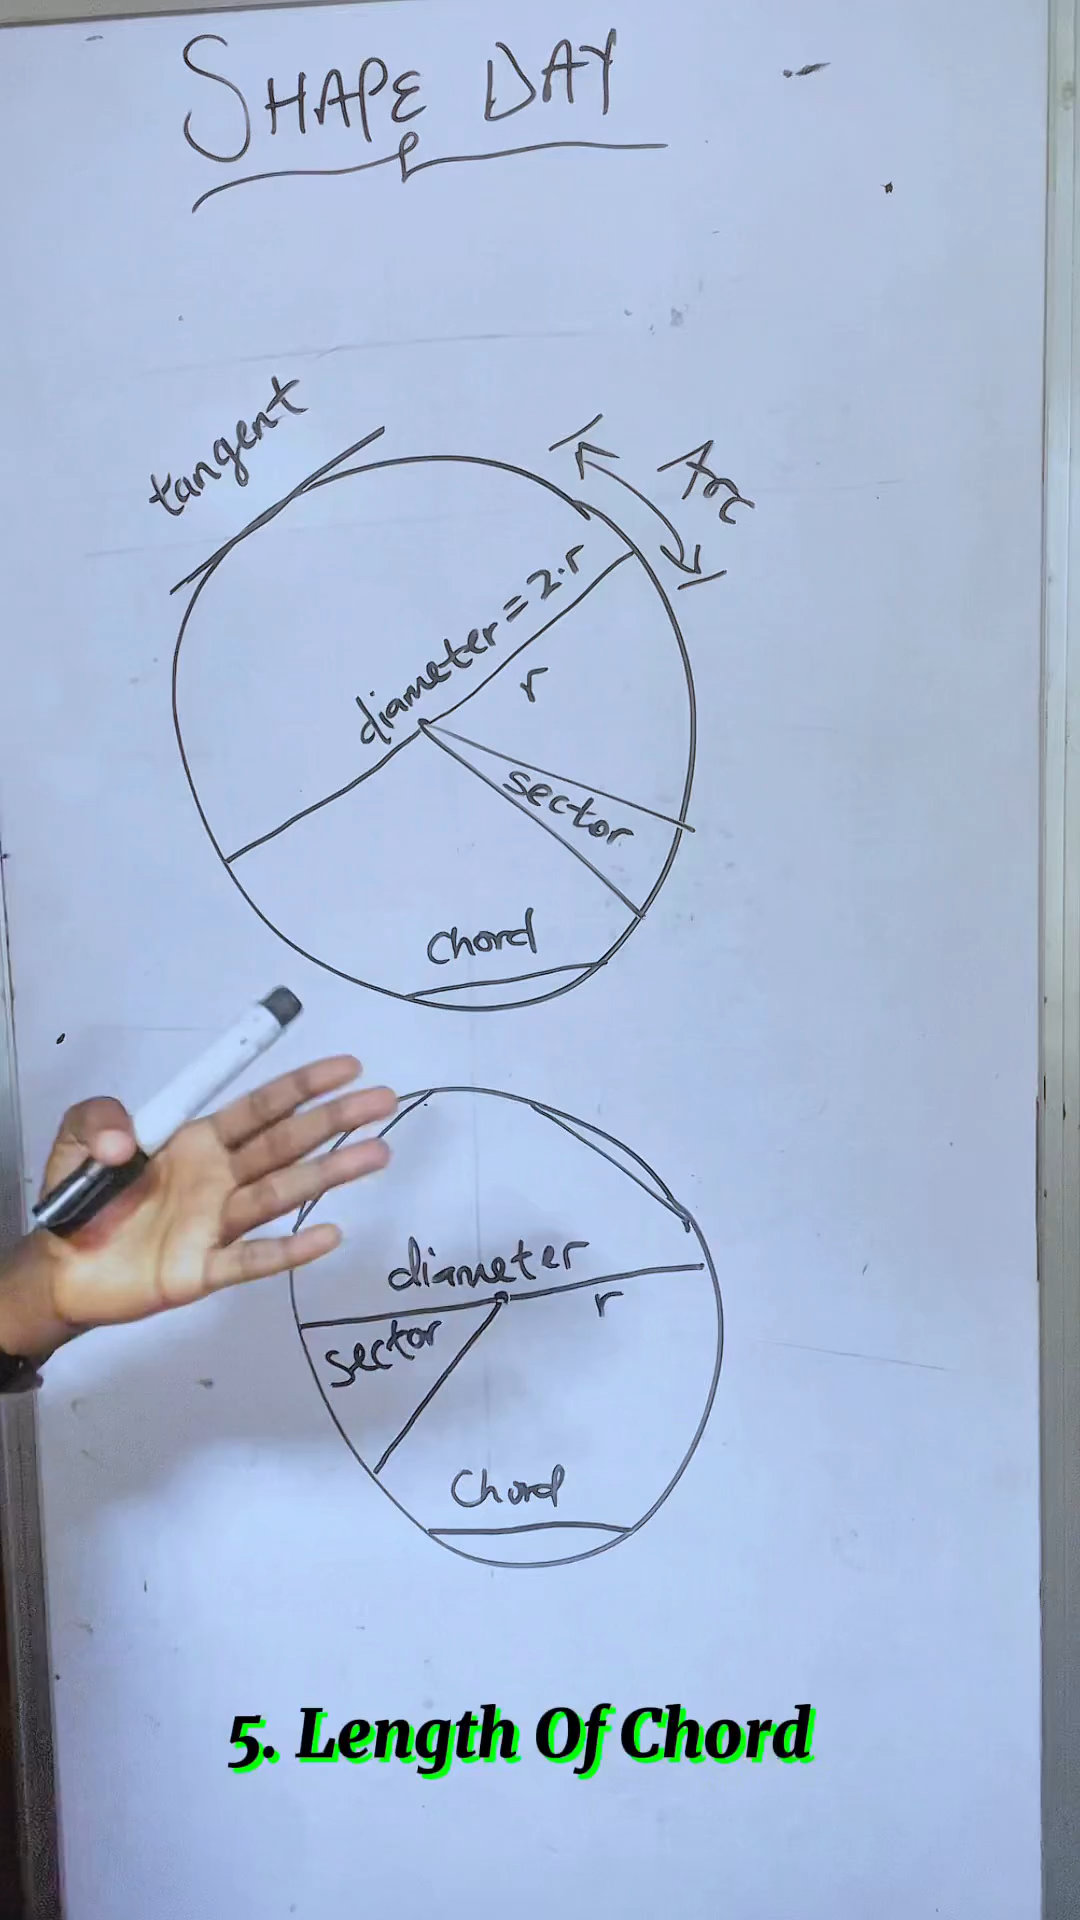 SHAPE DAY
tangent
Arc
diameter = 2.r
r
sector
Chord
diameter
r
sector
Chord
5. Length Of Chord